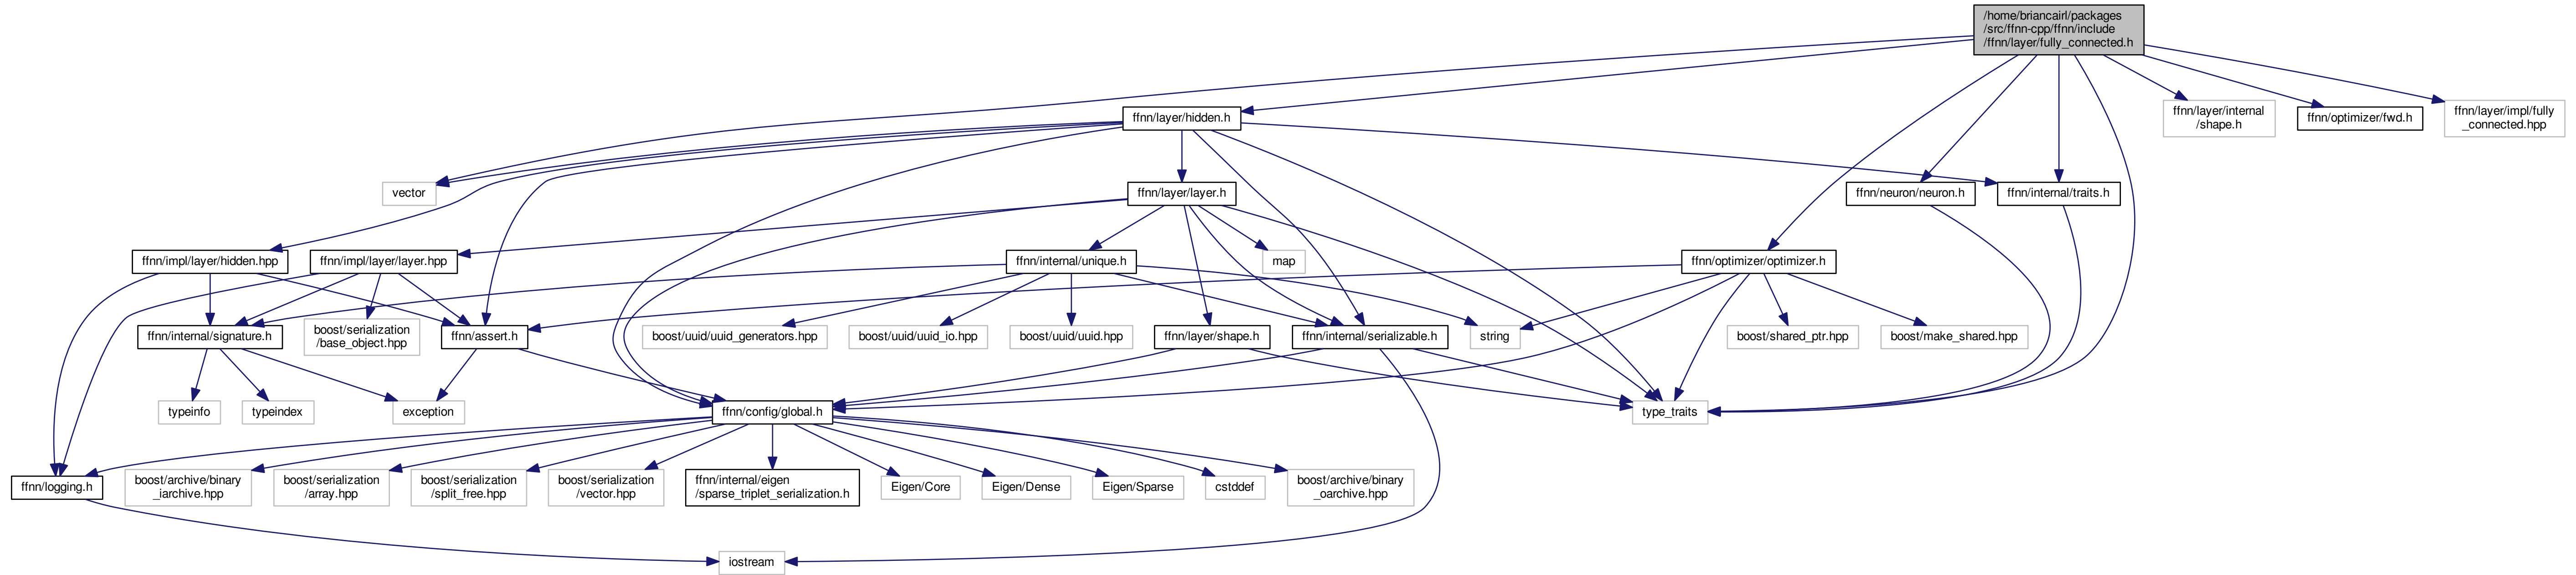 /home/briancairl/packages
/src/ffnn-cpp/ffnn/include
/ffnn/layer/fully_connected.h
ffnn/layer/hidden.h
ffnn/layer/internal
/shape.h
ffnn/optimizer/fwd.h
ffnn/layer/impl/fully
_connected.hpp
vector
ffnn/layer/layer.h
ffnn/neuron/neuron.h
ffnn/internal/traits.h
ffnn/impl/layer/hidden.hpp
ffnn/impl/layer/layer.hpp
ffnn/internal/unique.h
map
ffnn/optimizer/optimizer.h
ffnn/internal/signature.h
boost/serialization
/base_object.hpp
ffnn/assert.h
boost/uuid/uuid_generators.hpp
boost/uuid/uuid_io.hpp
boost/uuid/uuid.hpp
ffnn/layer/shape.h
ffnn/internal/serializable.h
string
boost/shared_ptr.hpp
boost/make_shared.hpp
typeinfo
typeindex
exception
ffnn/config/global.h
type_traits
ffnn/logging.h
boost/archive/binary
_iarchive.hpp
boost/serialization
/array.hpp
boost/serialization
/split_free.hpp
boost/serialization
/vector.hpp
ffnn/internal/eigen
/sparse_triplet_serialization.h
Eigen/Core
Eigen/Dense
Eigen/Sparse
cstddef
boost/archive/binary
_oarchive.hpp
iostream